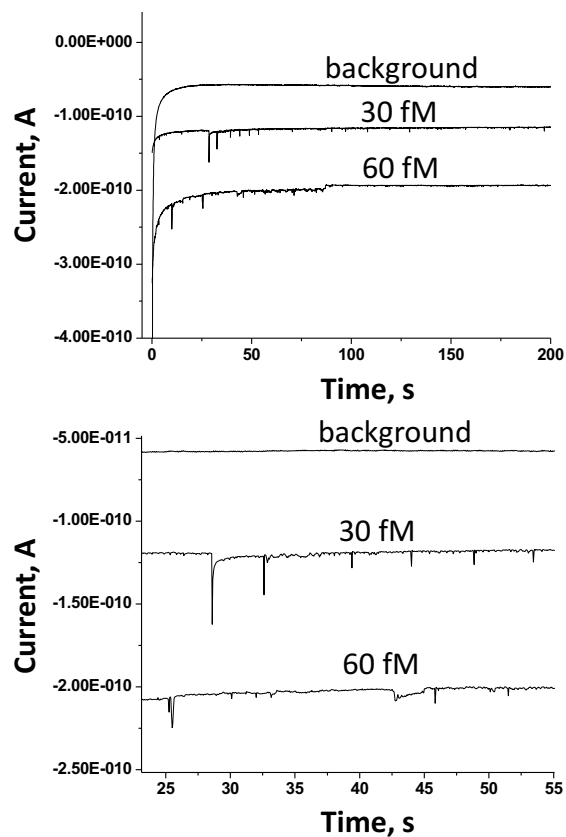 0.00E+000
background
-1.00E-010
30 fM
-2.00E-010
60 fM
-3.00E-010
-4.00E-010
Current, A
0 50 100 150 200
Time, s
-5.00E-011
background
-1.00E-010
30 fM
-1.50E-010
60 fM
-2.00E-010
-2.50E-010
Current, A
25 30 35 40 45 50 55
Time, s